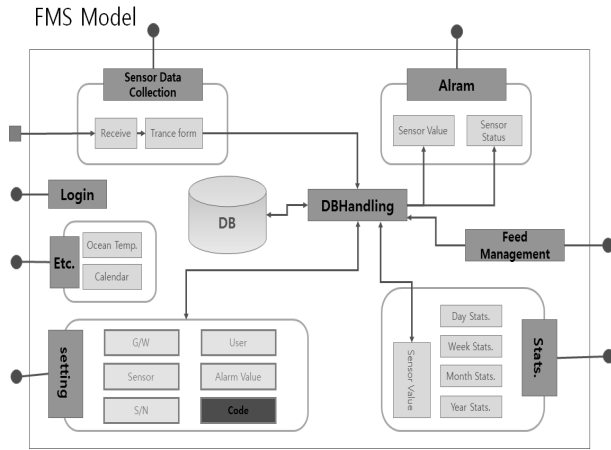 FMS Model
Sensor Data
Collection
Receive
Trance form
Alram
Sensor Value
Sensor
Status
Login
DB
DBHandling
Feed
Management
Etc.
Ocean Temp.
Calendar
setting
G/W
User
Sensor
Alarm Value
S/N
Code
Sensor Value
Day Stats.
Week Stats.
Month Stats.
Year Stats.
Stats.